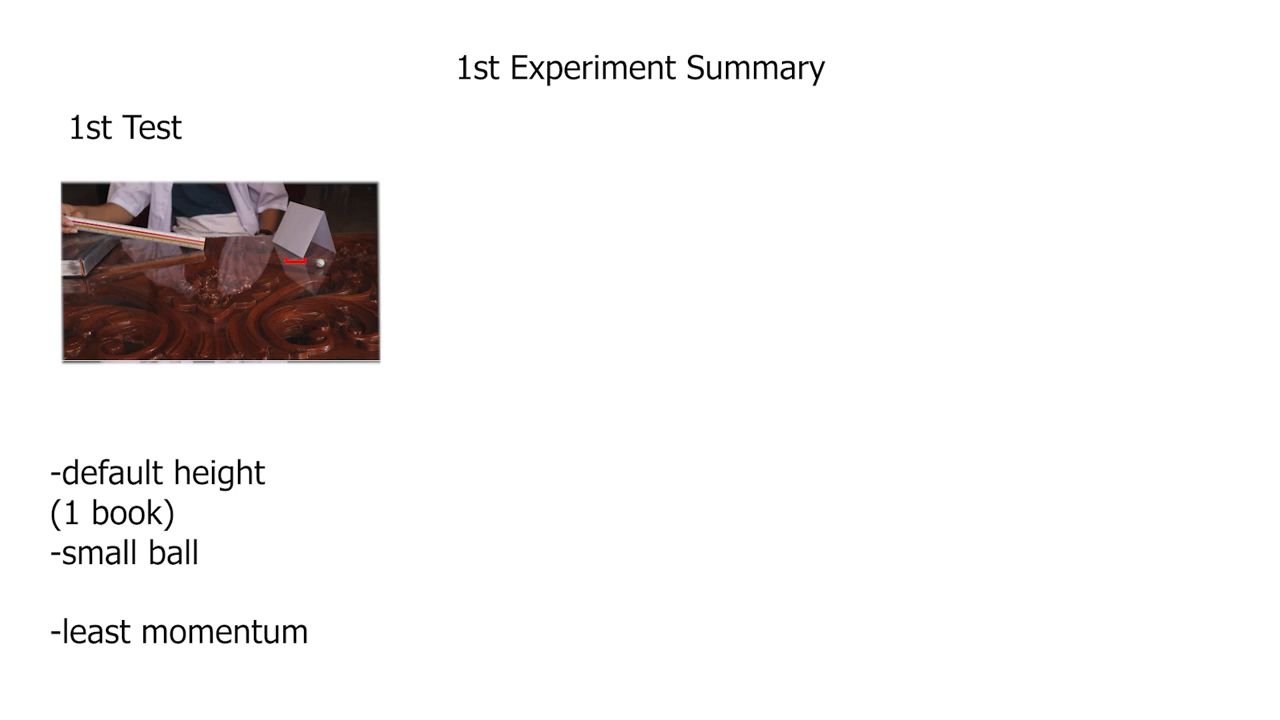 1st Experiment Summary
1st Test
-default height
(1 book)
-small ball
-least momentum